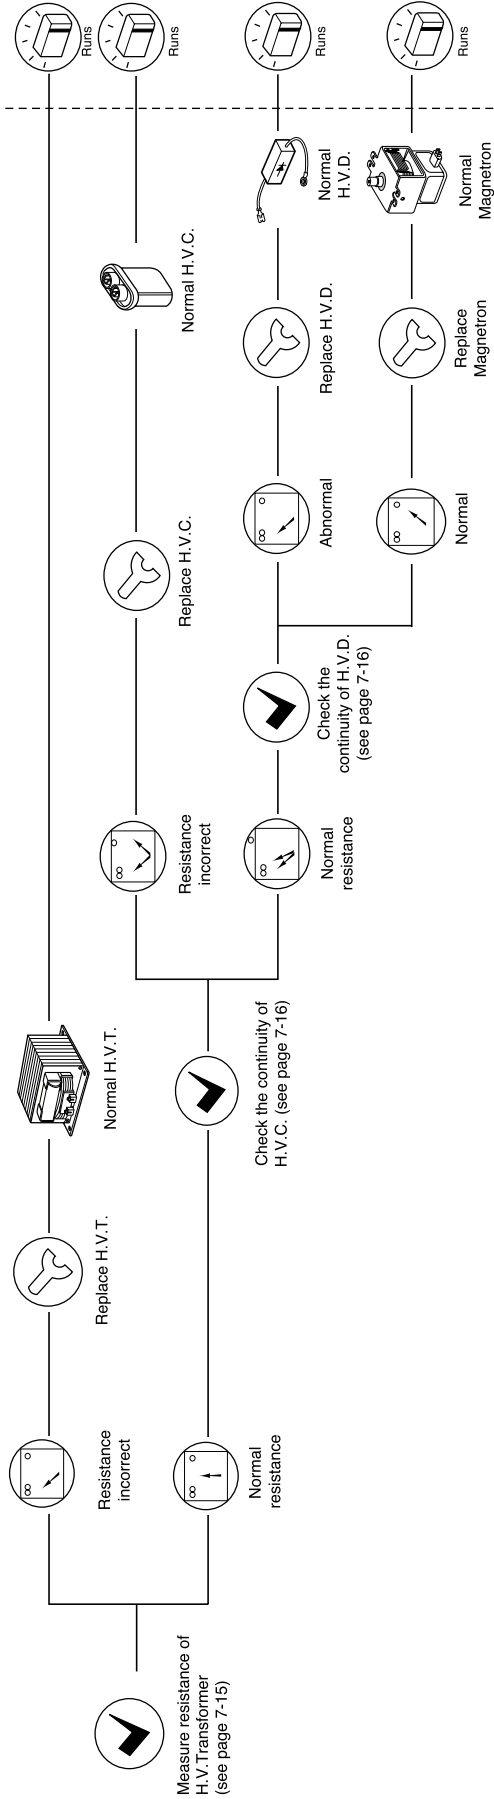 Measure resistance of
H.V.Transformer
(see page 7-15)
Resistance
incorrect
Replace H.V.T.
Normal H.V.T.
Runs
Normal
resistance
Check the continuity of
H.V.C. (see page 7-16)
Resistance
incorrect
Replace H.V.C.
Normal H.V.C.
Runs
Normal
resistance
Check the
continuity of H.V.D.
(see page 7-16)
Abnormal
Replace H.V.D.
Normal
H.V.D.
Runs
Normal
Replace
Magnetron
Normal
Magnetron
Runs